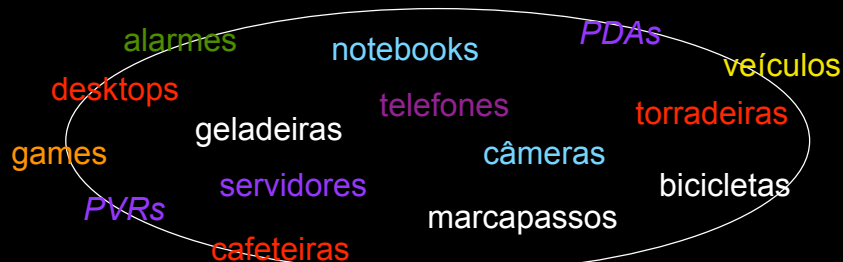 PDAs
alarmes
notebooks
veículos
desktops
telefones
torradeiras
geladeiras
games
câmeras
servidores
bicicletas
PVRs
marcapassos
cafeteiras